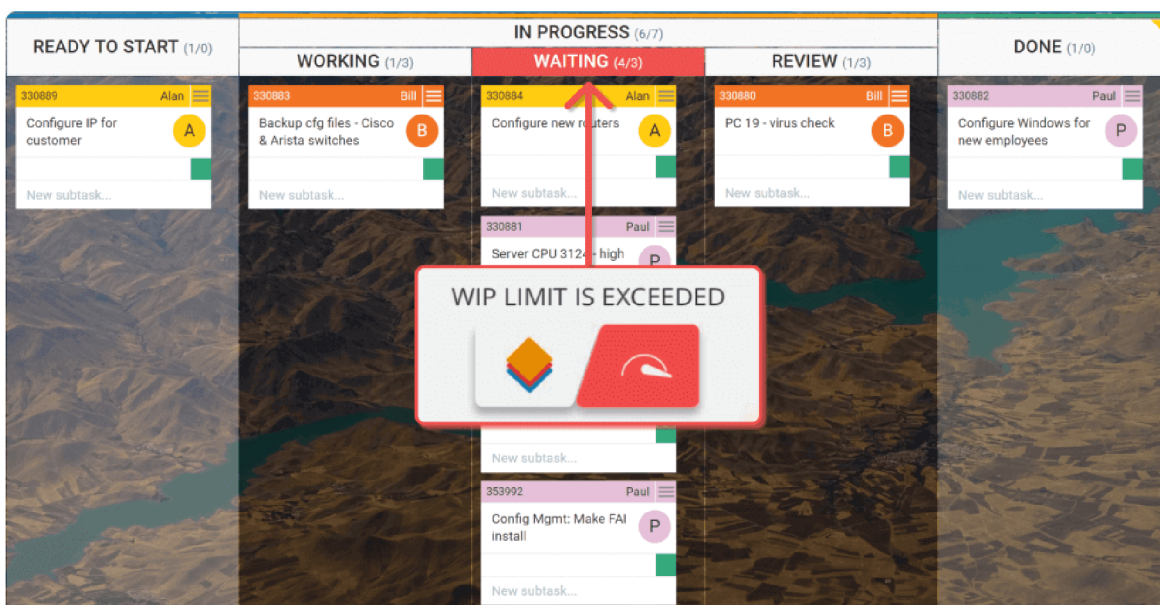 READY TO START (1/0)
IN PROGRESS (6/7)
WORKING (1/3)
WAITING (4/3)
REVIEW (1/3)
DONE (1/0)
330889 Alan
Configure IP for
customer
A
New subtask...
330883 Bill
Backup cfg files - Cisco
& Arista switches
B
New subtask...
330884 Alan
Configure new routers
A
New subtask...
330881 Paul
Server CPU 3124 - high
P
WIP LIMIT IS EXCEEDED
New subtask...
353992 Paul
Config Mgmt: Make FAI
install
P
New subtask...
330880 Bill
PC 19 - virus check
B
New subtask...
330882 Paul
Configure Windows for
new employees
P
New subtask...